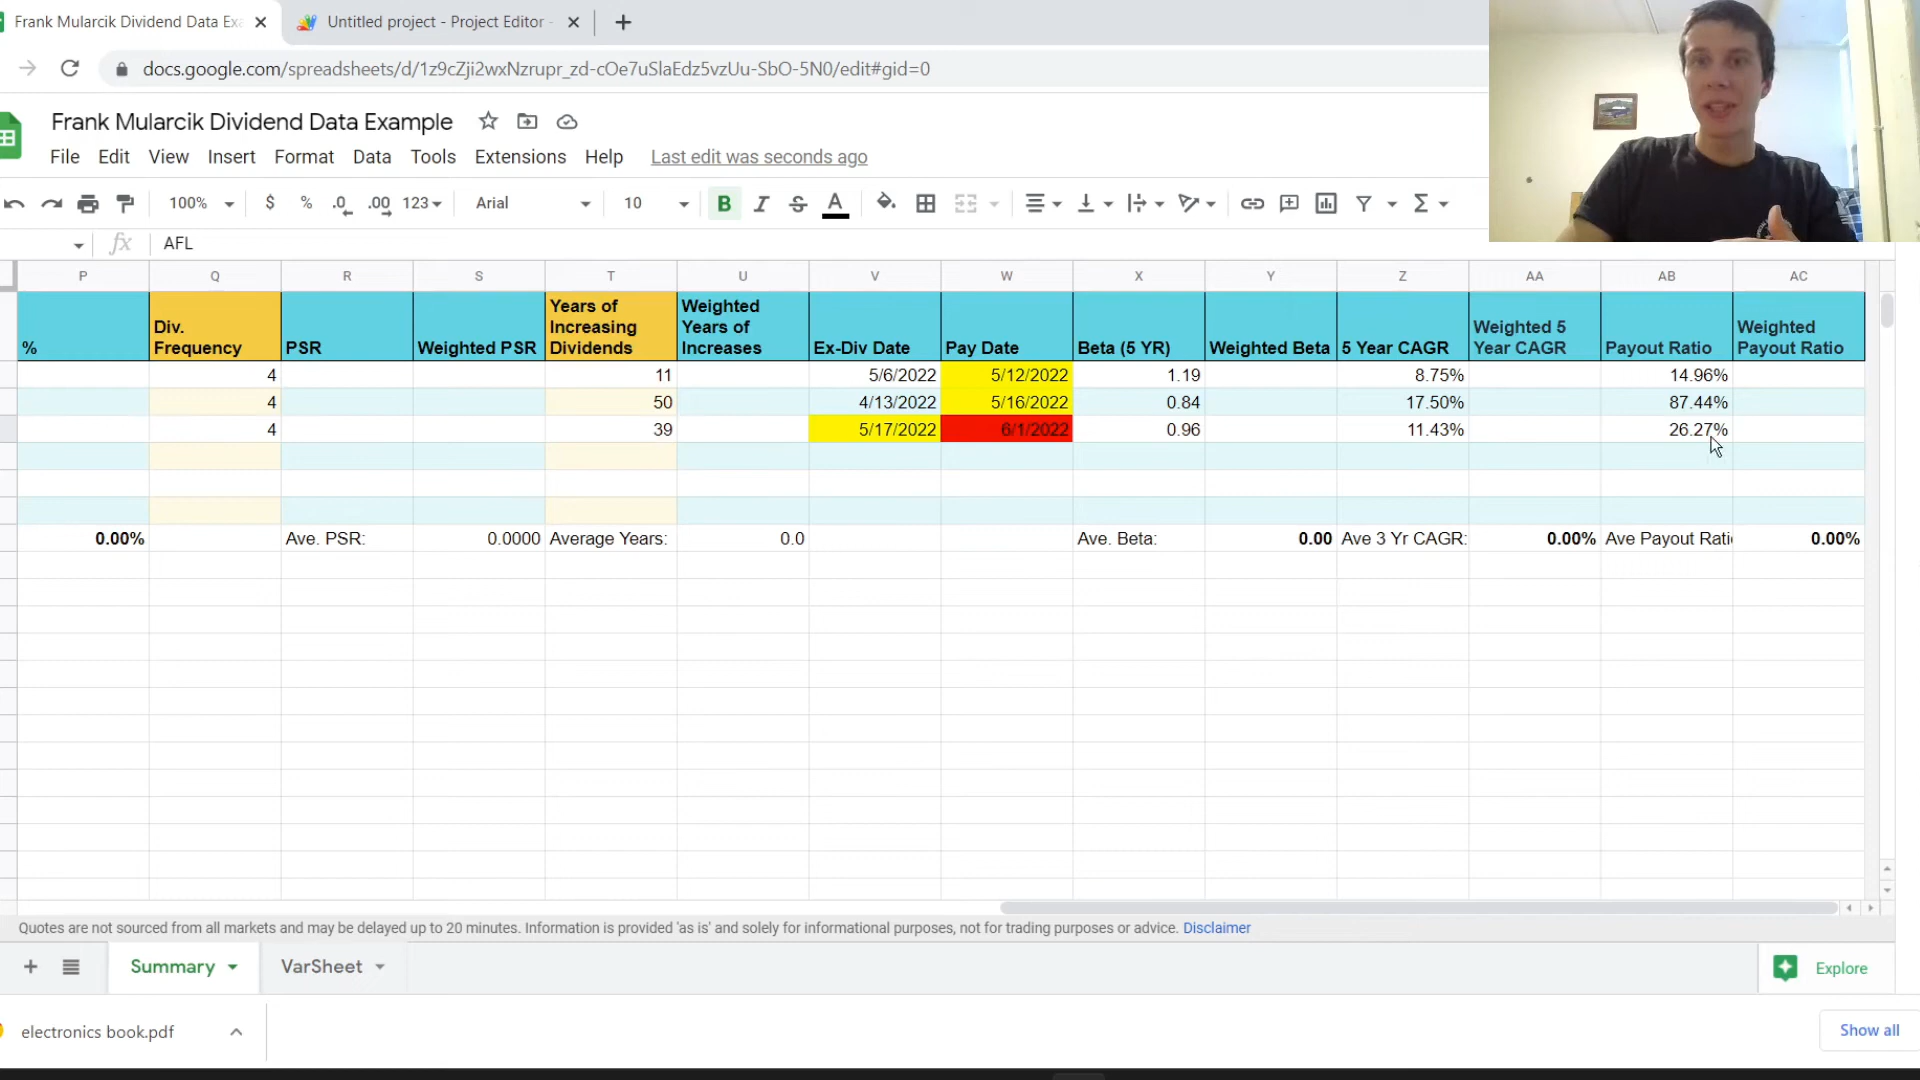 Frank Mularcik Dividend Data Exa
Untitled project - Project Editor -
docs.google.com/spreadsheets/d/1z9cZji2wxNzrupr_zd-cOe7uSlaEdz5vzUu-SbO-5N0/edit#gid=0
Frank Mularcik Dividend Data Example
File Edit View Insert Format Data Tools Extensions Help Last edit was seconds ago
100% $ % .0 .00 123 Arial 10 B I S A Σ
fx AFL
P Q R S T U V W X Y Z AA AB AC
% Div. Frequency PSR Weighted PSR Years of Increasing Dividends Weighted Years of Increases Ex-Div Date Pay Date Beta (5 YR) Weighted Beta 5 Year CAGR Weighted 5 Year CAGR Payout Ratio Weighted Payout Ratio
4 11 5/6/2022 5/12/2022 1.19 8.75% 14.96%
4 50 4/13/2022 5/16/2022 0.84 17.50% 87.44%
4 39 5/17/2022 6/1/2022 0.96 11.43% 26.27%
0.00% Ave. PSR: 0.0000 Average Years: 0.0 Ave. Beta: 0.00 Ave 3 Yr CAGR: 0.00% Ave Payout Rati 0.00%
Quotes are not sourced from all markets and may be delayed up to 20 minutes. Information is provided 'as is' and solely for informational purposes, not for trading purposes or advice. Disclaimer
Summary VarSheet Explore
electronics book.pdf Show all